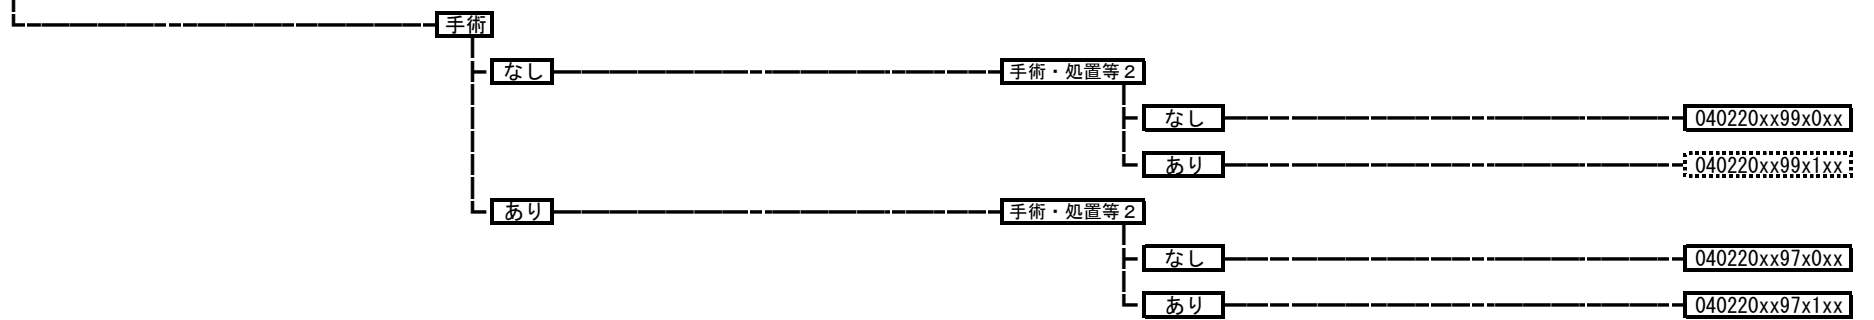 手術
なし 手術・処置等２
なし 040220xx99x0xx
あり 040220xx99x1xx
あり 手術・処置等２
なし 040220xx97x0xx
あり 040220xx97x1xx